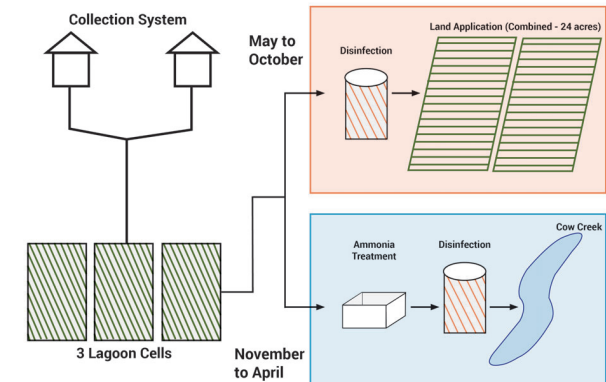 Collection System
May to
October
Disinfection
Land Application (Combined - 24 acres)
3 Lagoon Cells
November
to April
Ammonia
Treatment
Disinfection
Cow Creek